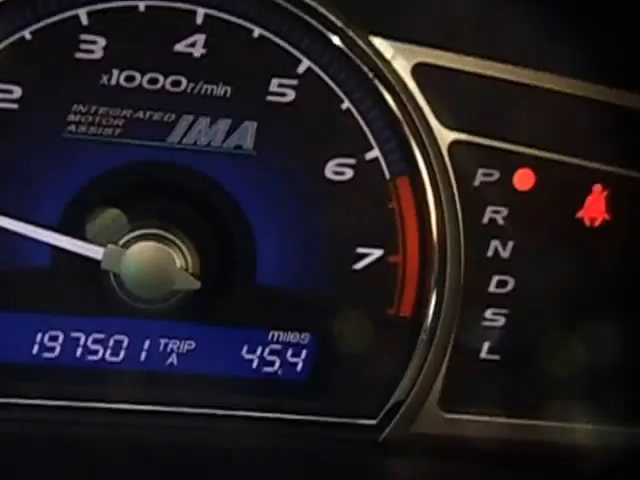 2
3
4
5
6
7
x1000r/min
INTEGRATED
MOTOR
ASSIST
IMA
197501 TRIP A
miles
45.4
P
R
N
D
S
L